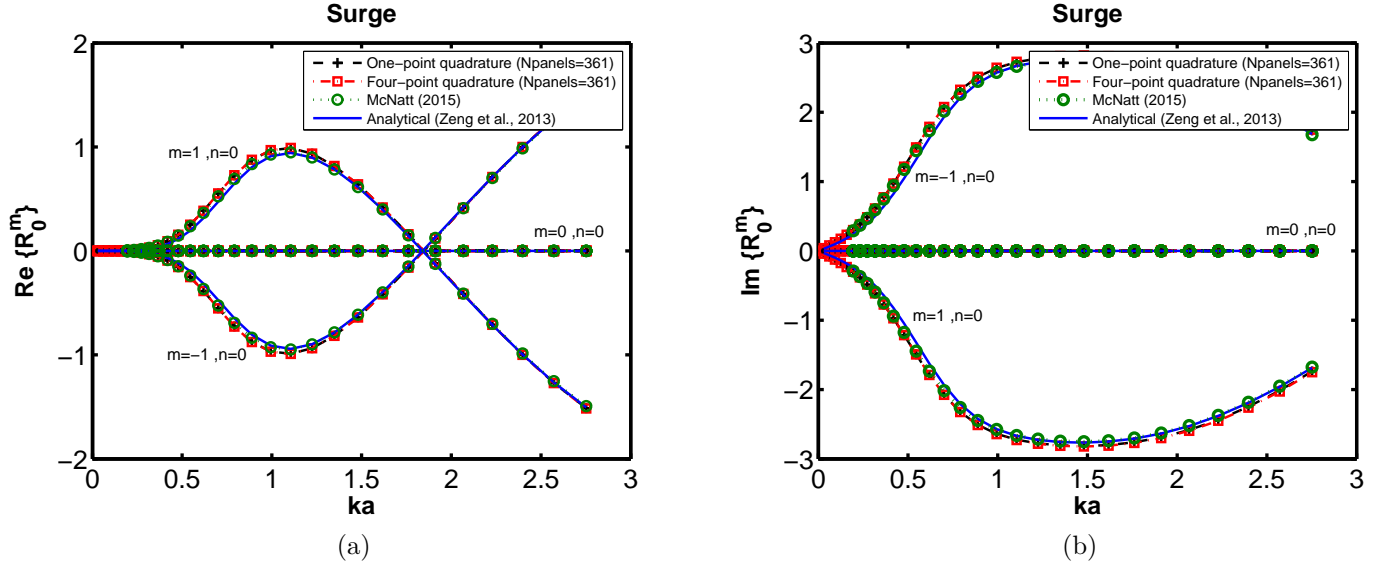 Surge
2
1
0
−1
−2
Re {R₀ᵐ}
One−point quadrature (Npanels=361)
Four−point quadrature (Npanels=361)
McNatt (2015)
Analytical (Zeng et al., 2013)
m=1 ,n=0
m=0 ,n=0
m=−1 ,n=0
0 0.5 1 1.5 2 2.5 3
ka
(a)
Surge
3
2
1
0
−1
−2
−3
Im {R₀ᵐ}
One−point quadrature (Npanels=361)
Four−point quadrature (Npanels=361)
McNatt (2015)
Analytical (Zeng et al., 2013)
m=−1 ,n=0
m=0 ,n=0
m=1 ,n=0
0 0.5 1 1.5 2 2.5 3
ka
(b)